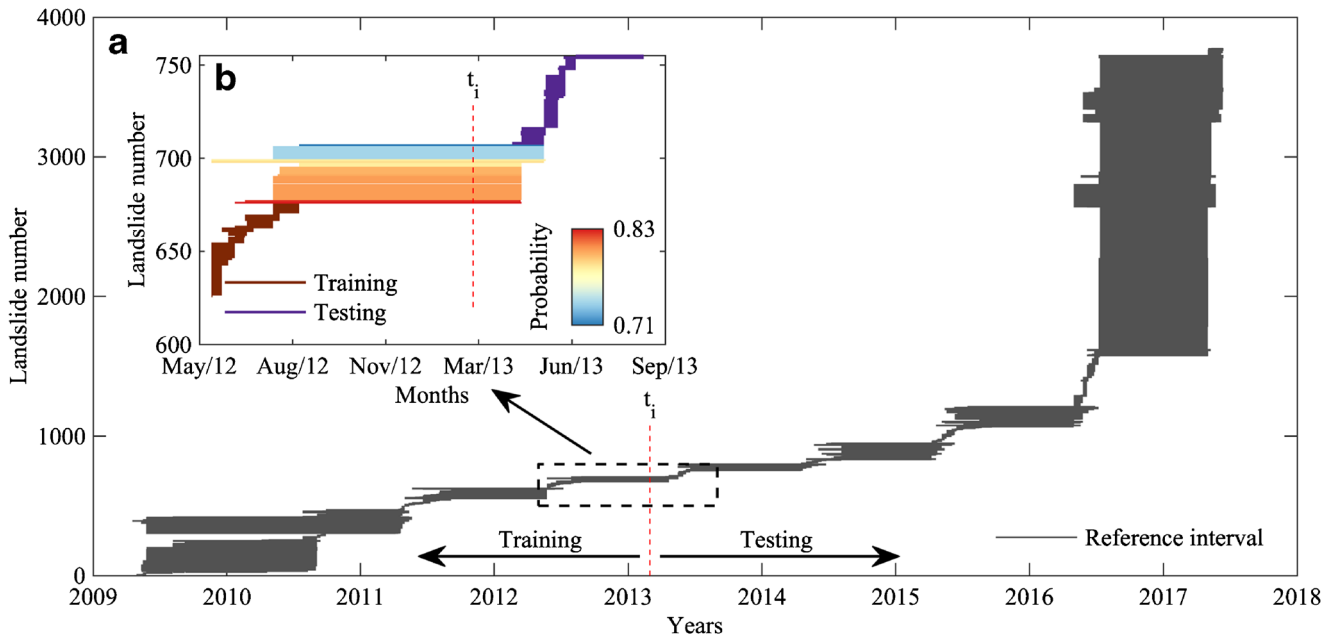 4000
a
b
750
t_i
Landslide number
700
3000
650
Probability
0.83
0.71
Training
Testing
600
May/12 Aug/12 Nov/12 Mar/13 Jun/13 Sep/13
Months
Landslide number
2000
t_i
1000
Training
Testing
Reference interval
0
2009 2010 2011 2012 2013 2014 2015 2016 2017 2018
Years